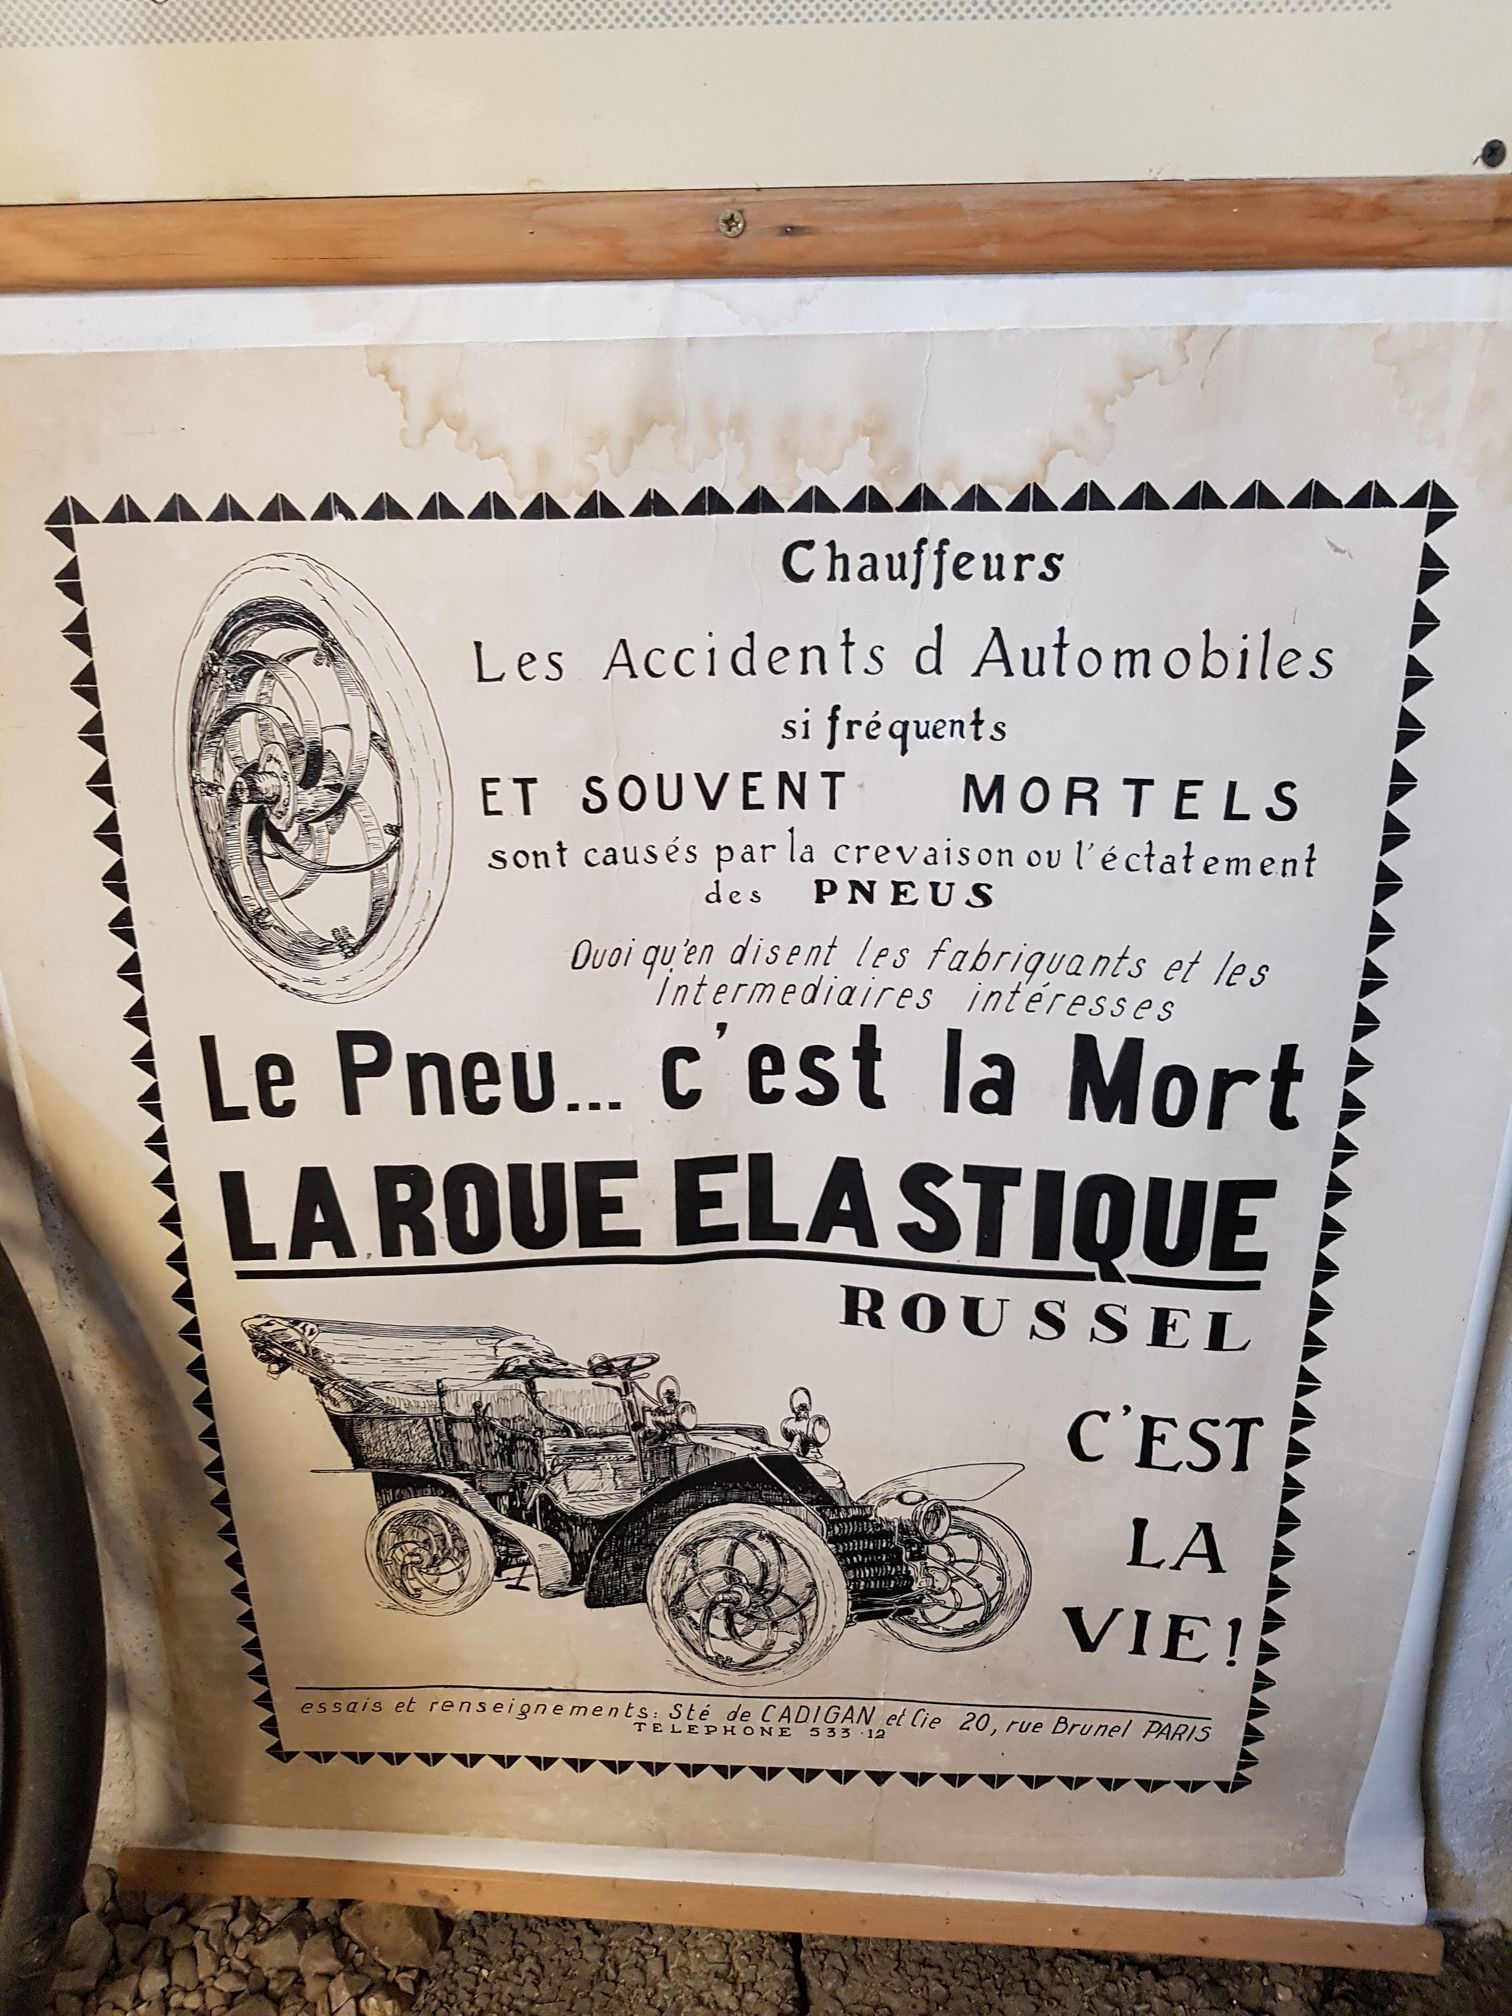 Chauffeurs
Les Accidents d Automobiles
si fréquents
ET SOUVENT MORTELS
sont causés par la crevaison ou l'éctatement
des PNEUS
Quoi qu'en disent les fabriquants et les
Intermediaires intéresses
Le Pneu... c'est la Mort
LA ROUE ELASTIQUE
ROUSSEL
C'EST
LA
VIE!
essais et renseignements: Sté de CADIGAN et Cie 20, rue Brunel PARIS
TELEPHONE 533.12